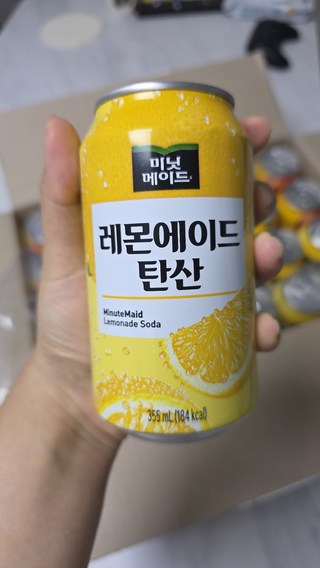 미닛
메이드
레몬에이드
탄산
MinuteMaid
Lemonade Soda
355 mL (184 kcal)